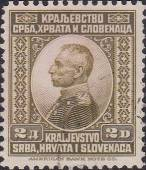 КРАЉЕВСТВО
СРБА, ХРВАТА И СЛОВЕНАЦА
2д KRALJEVSTVO 2D
SRBA, HRVATA I SLOVENACA
AMERICAN BANK NOTE CO.